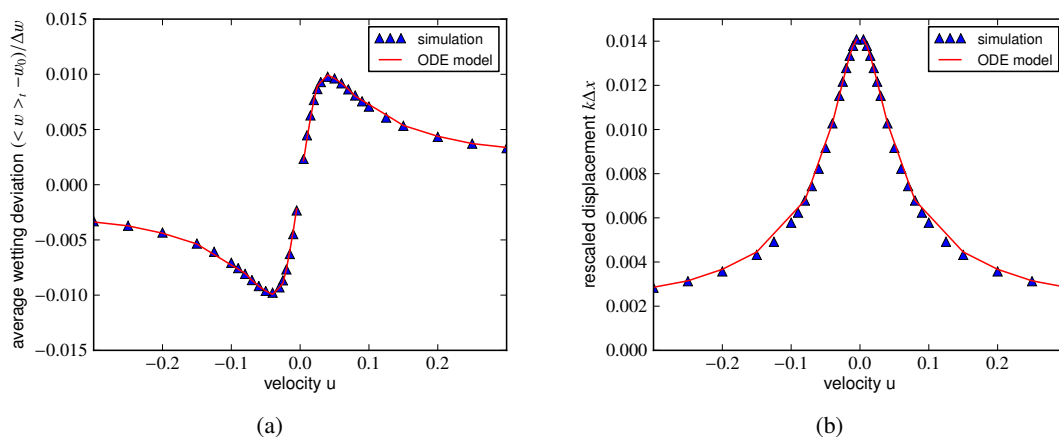 0.015
0.010
0.005
0.000
−0.005
−0.010
−0.015
−0.2
−0.1
0.0
0.1
0.2
velocity u
average wetting deviation (< w >_t −w_0)/Δw
simulation
ODE model
(a)
0.014
0.012
0.010
0.008
0.006
0.004
0.002
0.000
−0.2
−0.1
0.0
0.1
0.2
velocity u
rescaled displacement kΔx
simulation
ODE model
(b)